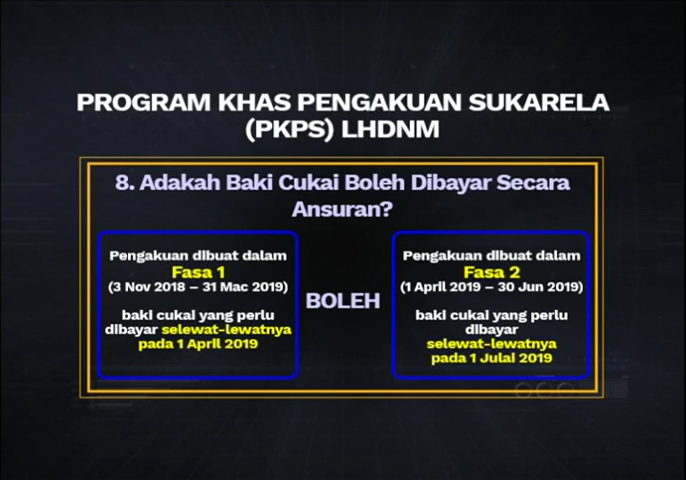 PROGRAM KHAS PENGAKUAN SUKARELA
(PKPS) LHDNM
8. Adakah Baki Cukai Boleh Dibayar Secara
Ansuran?
Pengakuan dibuat dalam
Fasa 1
(3 Nov 2018 – 31 Mac 2019)
baki cukai yang perlu
dibayar selewat-lewatnya
pada 1 April 2019
BOLEH
Pengakuan dibuat dalam
Fasa 2
(1 April 2019 – 30 Jun 2019)
baki cukai yang perlu
dibayar
selewat-lewatnya
pada 1 Julai 2019